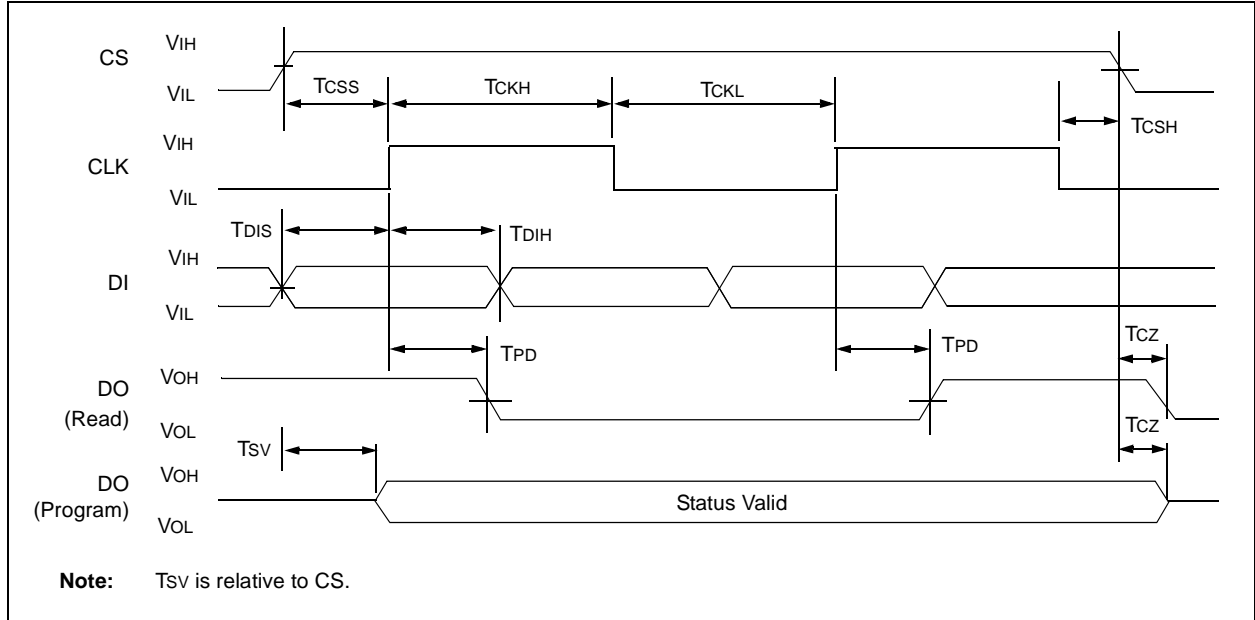 CS
VIH
VIL
TCSS
TCKH
TCKL
TCSH
CLK
VIH
VIL
TDIS
TDIH
DI
VIH
VIL
TPD
TPD
TCZ
DO
(Read)
VOH
VOL
TCZ
TSV
DO
(Program)
VOH
VOL
Status Valid
Note: TSV is relative to CS.